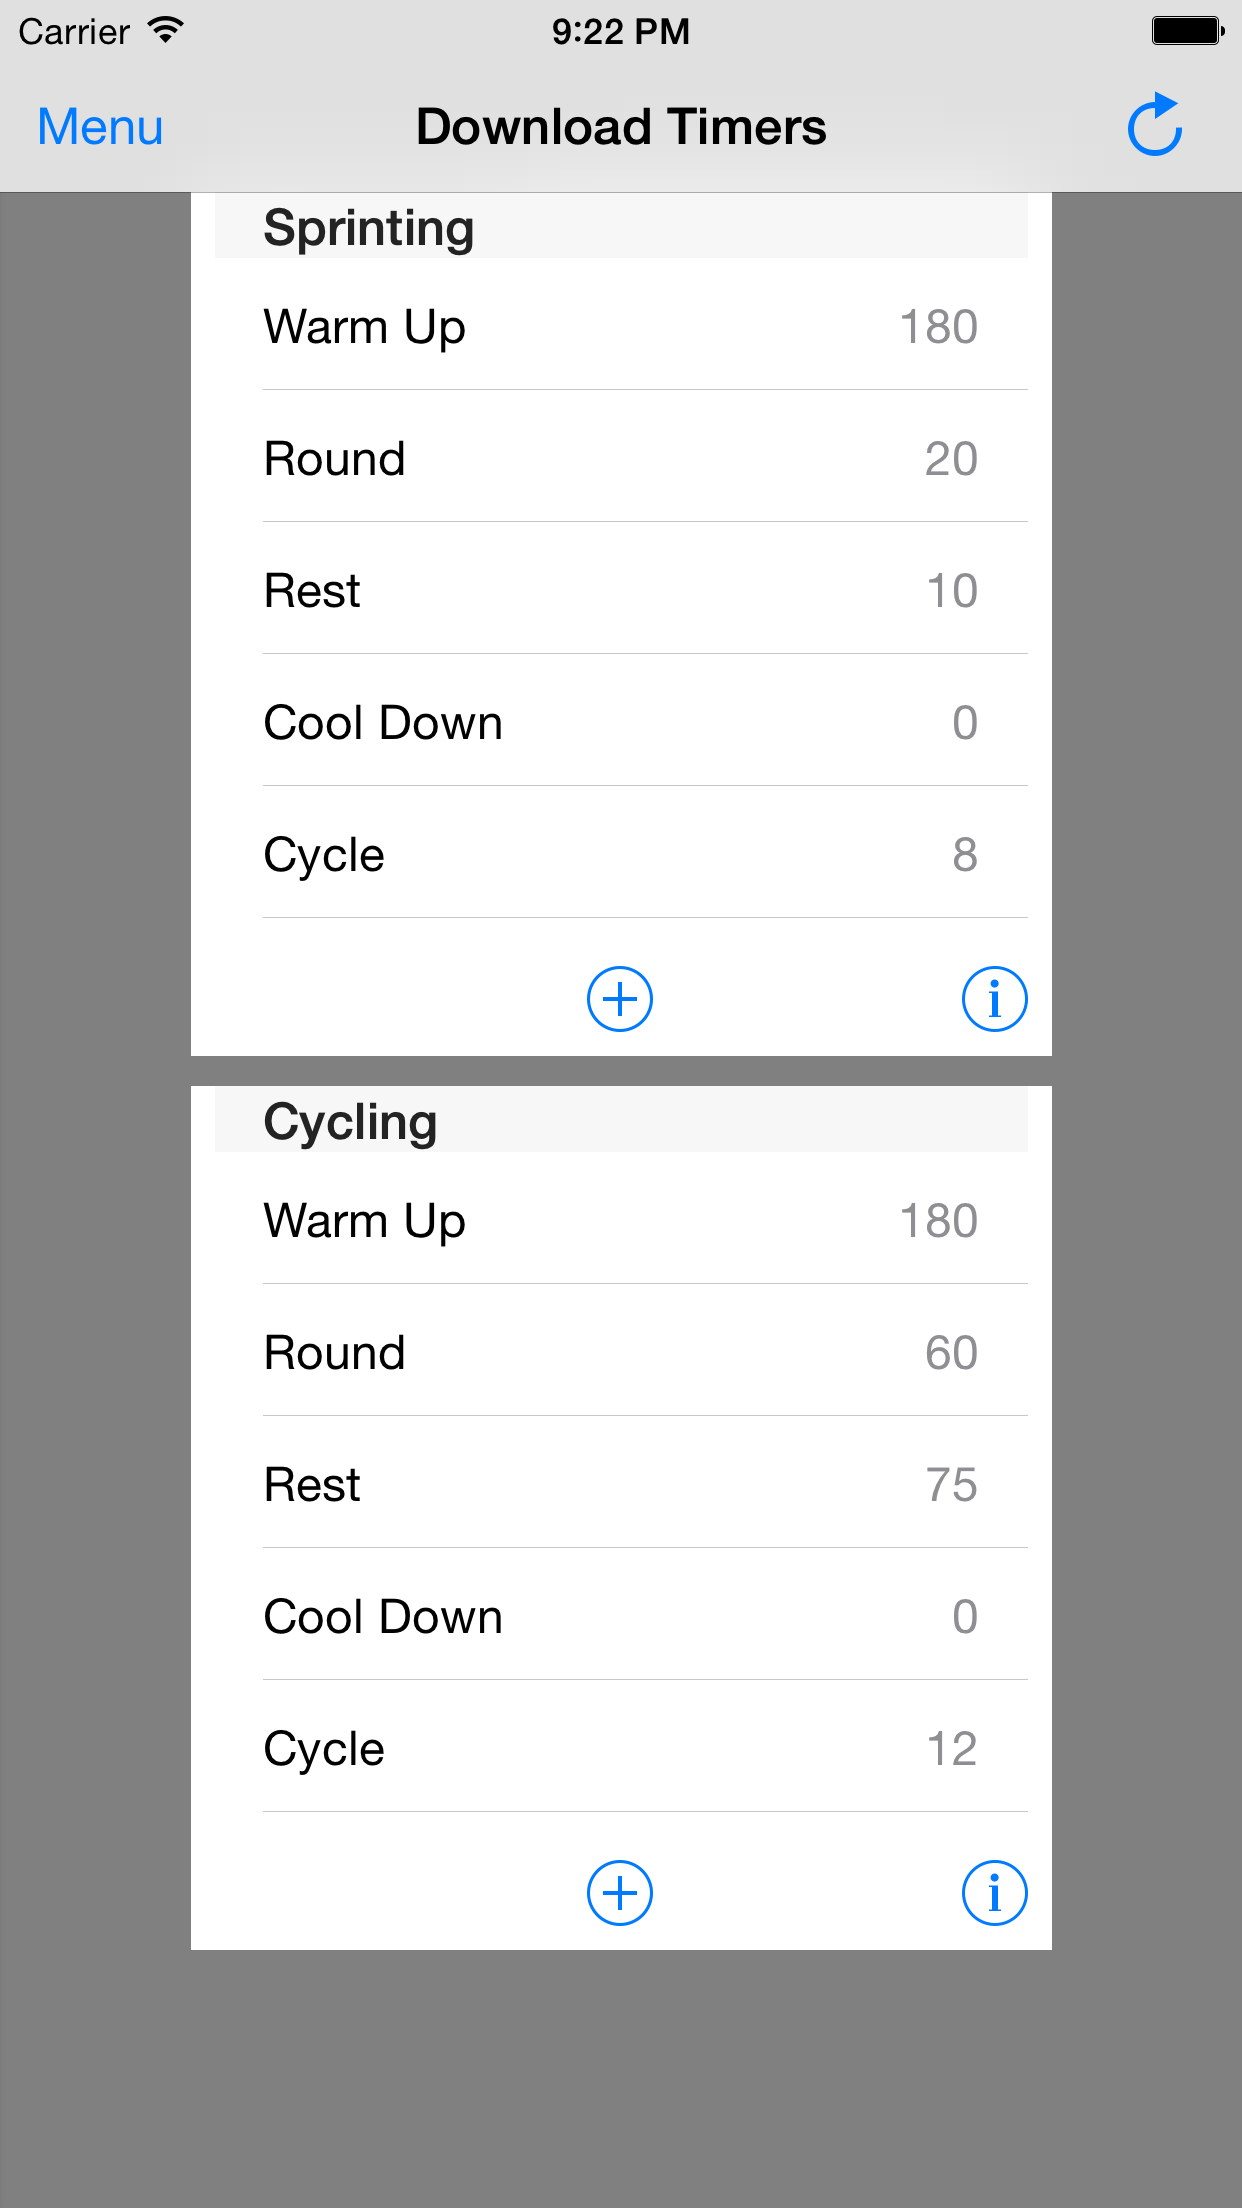 Carrier 9:22 PM
Menu Download Timers
Sprinting
Warm Up 180
Round 20
Rest 10
Cool Down 0
Cycle 8
Cycling
Warm Up 180
Round 60
Rest 75
Cool Down 0
Cycle 12